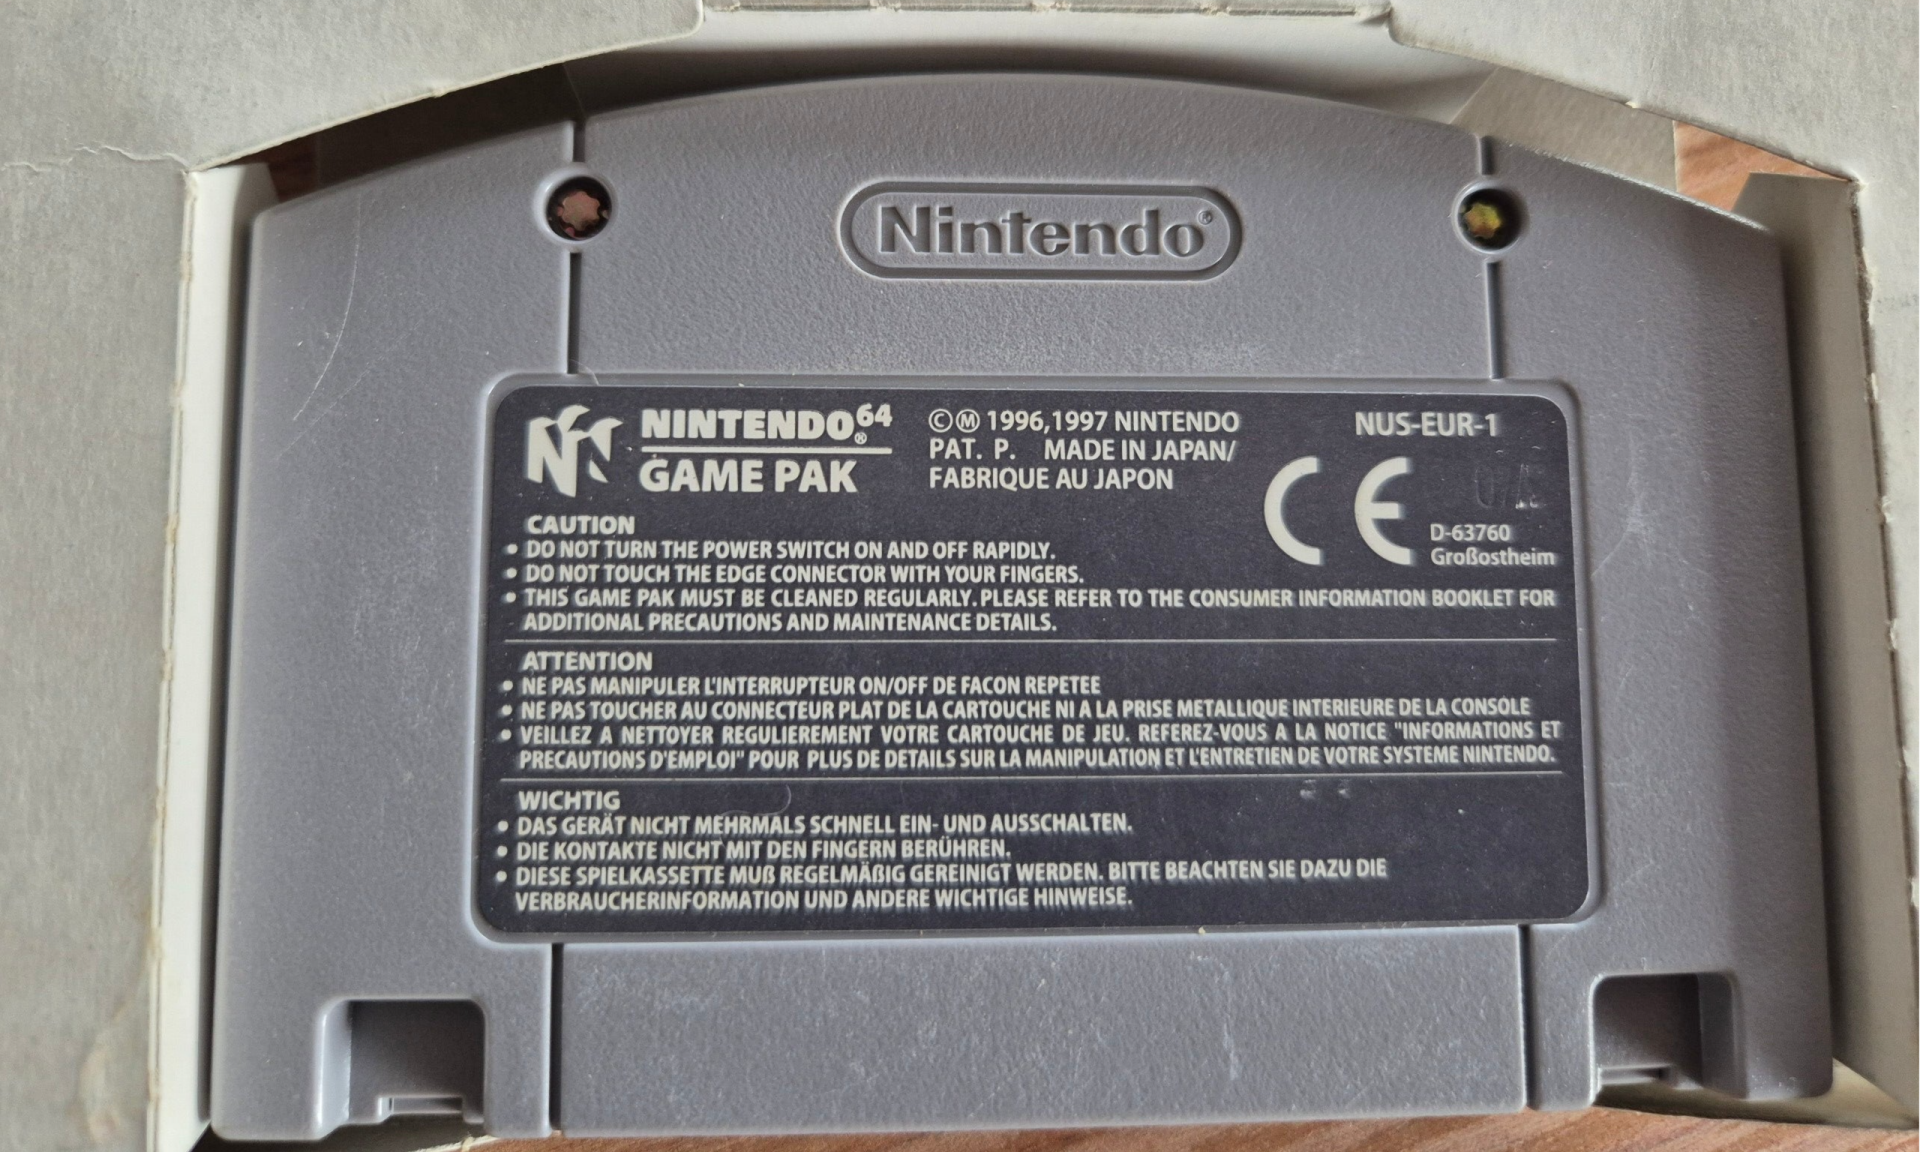 Nintendo®
NINTENDO⁶⁴®
GAME PAK
©Ⓜ 1996,1997 NINTENDO
PAT. P. MADE IN JAPAN/
FABRIQUE AU JAPON
NUS-EUR-1
CE
D-63760
Großostheim
CAUTION
• DO NOT TURN THE POWER SWITCH ON AND OFF RAPIDLY.
• DO NOT TOUCH THE EDGE CONNECTOR WITH YOUR FINGERS.
• THIS GAME PAK MUST BE CLEANED REGULARLY. PLEASE REFER TO THE CONSUMER INFORMATION BOOKLET FOR
ADDITIONAL PRECAUTIONS AND MAINTENANCE DETAILS.
ATTENTION
• NE PAS MANIPULER L'INTERRUPTEUR ON/OFF DE FACON REPETEE
• NE PAS TOUCHER AU CONNECTEUR PLAT DE LA CARTOUCHE NI A LA PRISE METALLIQUE INTERIEURE DE LA CONSOLE
• VEILLEZ A NETTOYER REGULIEREMENT VOTRE CARTOUCHE DE JEU. REFEREZ-VOUS A LA NOTICE "INFORMATIONS ET
PRECAUTIONS D'EMPLOI" POUR PLUS DE DETAILS SUR LA MANIPULATION ET L'ENTRETIEN DE VOTRE SYSTEME NINTENDO.
WICHTIG
• DAS GERÄT NICHT MEHRMALS SCHNELL EIN- UND AUSSCHALTEN.
• DIE KONTAKTE NICHT MIT DEN FINGERN BERÜHREN.
• DIESE SPIELKASSETTE MUß REGELMÄßIG GEREINIGT WERDEN. BITTE BEACHTEN SIE DAZU DIE
VERBRAUCHERINFORMATION UND ANDERE WICHTIGE HINWEISE.